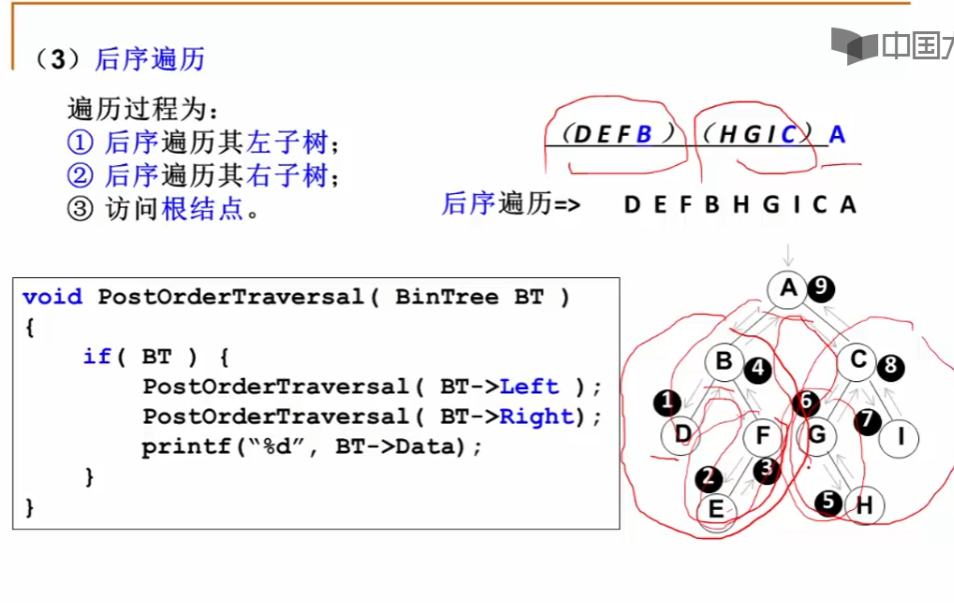 中国大
（3）后序遍历
遍历过程为：
① 后序遍历其左子树；
② 后序遍历其右子树；
③ 访问根结点。
（D E F B ）（H G I C）A
后序遍历=> D E F B H G I C A
void PostOrderTraversal( BinTree BT )
{
if( BT ) {
PostOrderTraversal( BT->Left );
PostOrderTraversal( BT->Right);
printf(“%d”, BT->Data);
}
}
A 9
B 4 C 8
1 6
D F G 7 I
2 3
E 5 H